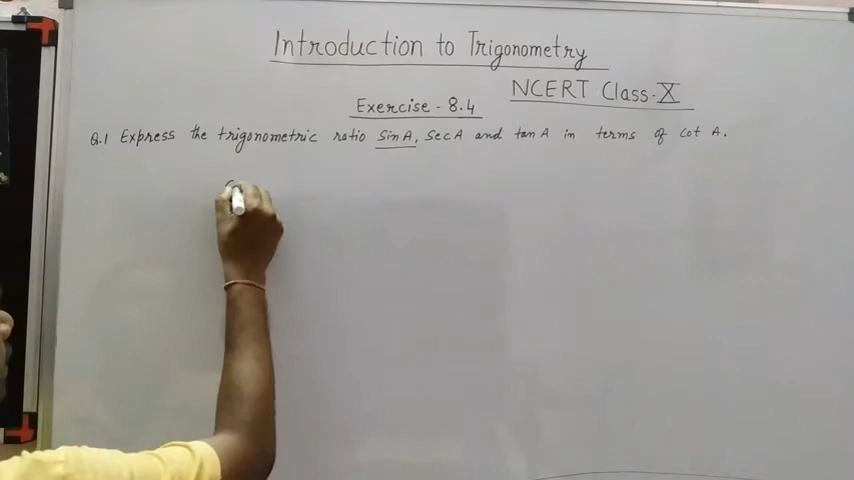 Introduction to Trigonometry
NCERT Class-X
Exercise - 8.4
Q.1 Express the trigonometric ratio Sin A, Sec A and tan A in terms of Cot A.